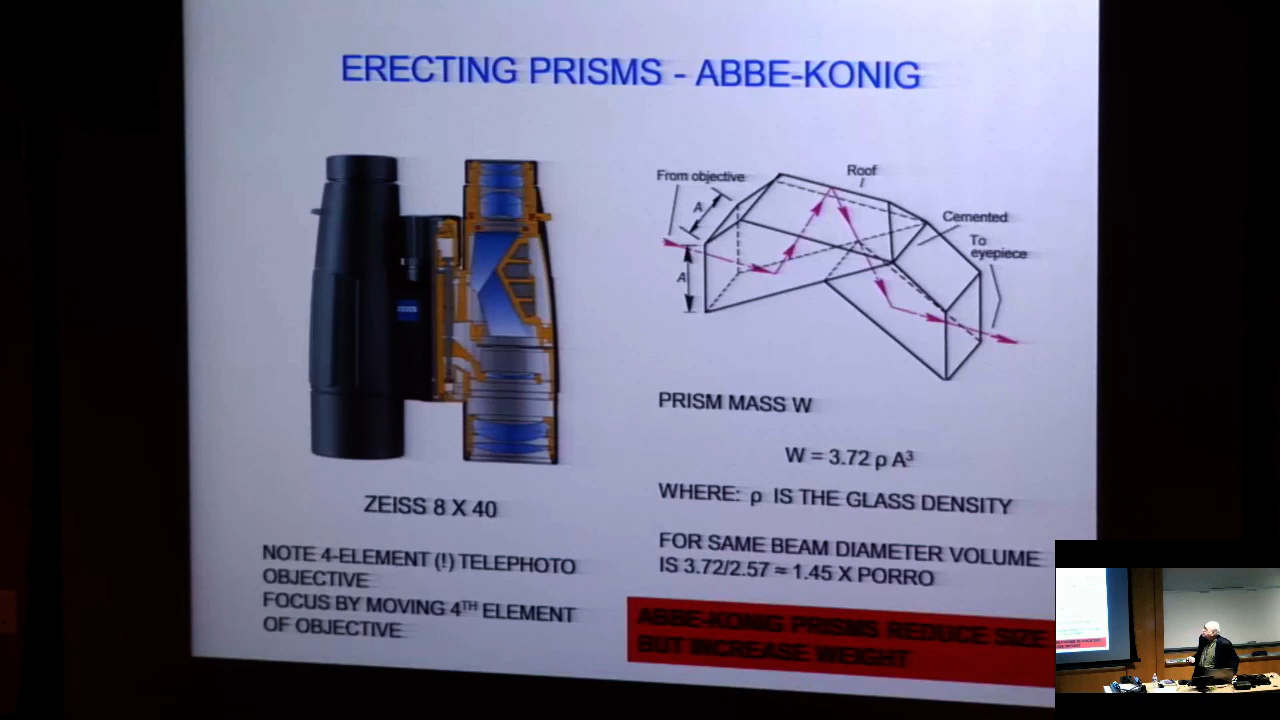 ERECTING PRISMS - ABBE-KONIG
From objective
Roof
A
A
Cemented
To
eyepiece
ZEISS
PRISM MASS W
W = 3.72 ρ A³
WHERE: ρ IS THE GLASS DENSITY
FOR SAME BEAM DIAMETER VOLUME
IS 3.72/2.57 ≈ 1.45 X PORRO
ABBE-KONIG PRISMS REDUCE SIZE
BUT INCREASE WEIGHT
ZEISS 8 X 40
NOTE 4-ELEMENT (!) TELEPHOTO
OBJECTIVE
FOCUS BY MOVING 4TH ELEMENT
OF OBJECTIVE